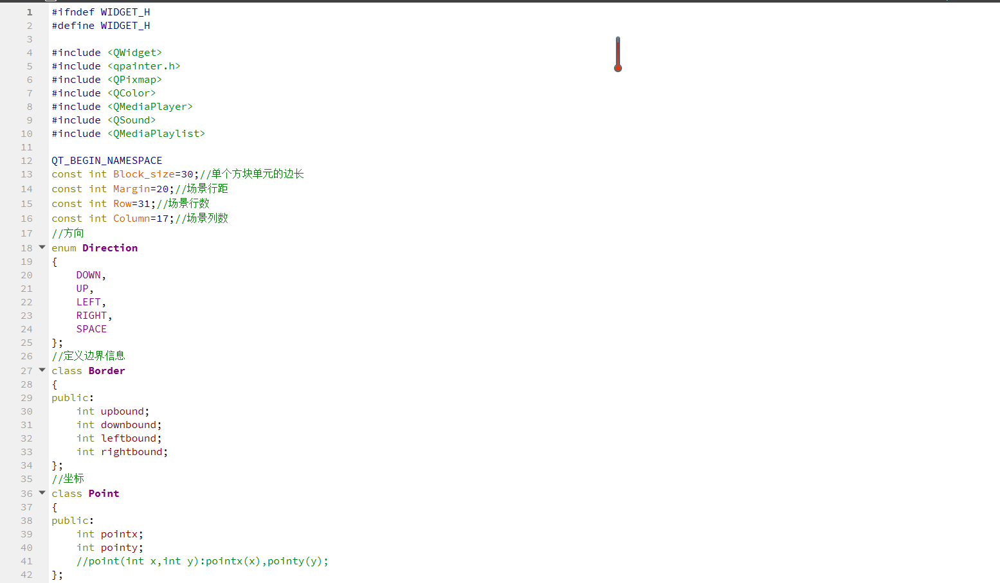 1 #ifndef WIDGET_H
2 #define WIDGET_H
3
4 #include <QWidget>
5 #include <qpainter.h>
6 #include <QPixmap>
7 #include <QColor>
8 #include <QMediaPlayer>
9 #include <QSound>
10 #include <QMediaPlaylist>
11
12 QT_BEGIN_NAMESPACE
13 const int Block_size=30;//单个方块单元的边长
14 const int Margin=20;//场景行距
15 const int Row=31;//场景行数
16 const int Column=17;//场景列数
17 //方向
18 enum Direction
19 {
20     DOWN,
21     UP,
22     LEFT,
23     RIGHT,
24     SPACE
25 };
26 //定义边界信息
27 class Border
28 {
29 public:
30     int upbound;
31     int downbound;
32     int leftbound;
33     int rightbound;
34 };
35 //坐标
36 class Point
37 {
38 public:
39     int pointx;
40     int pointy;
41     //point(int x,int y):pointx(x),pointy(y);
42 };